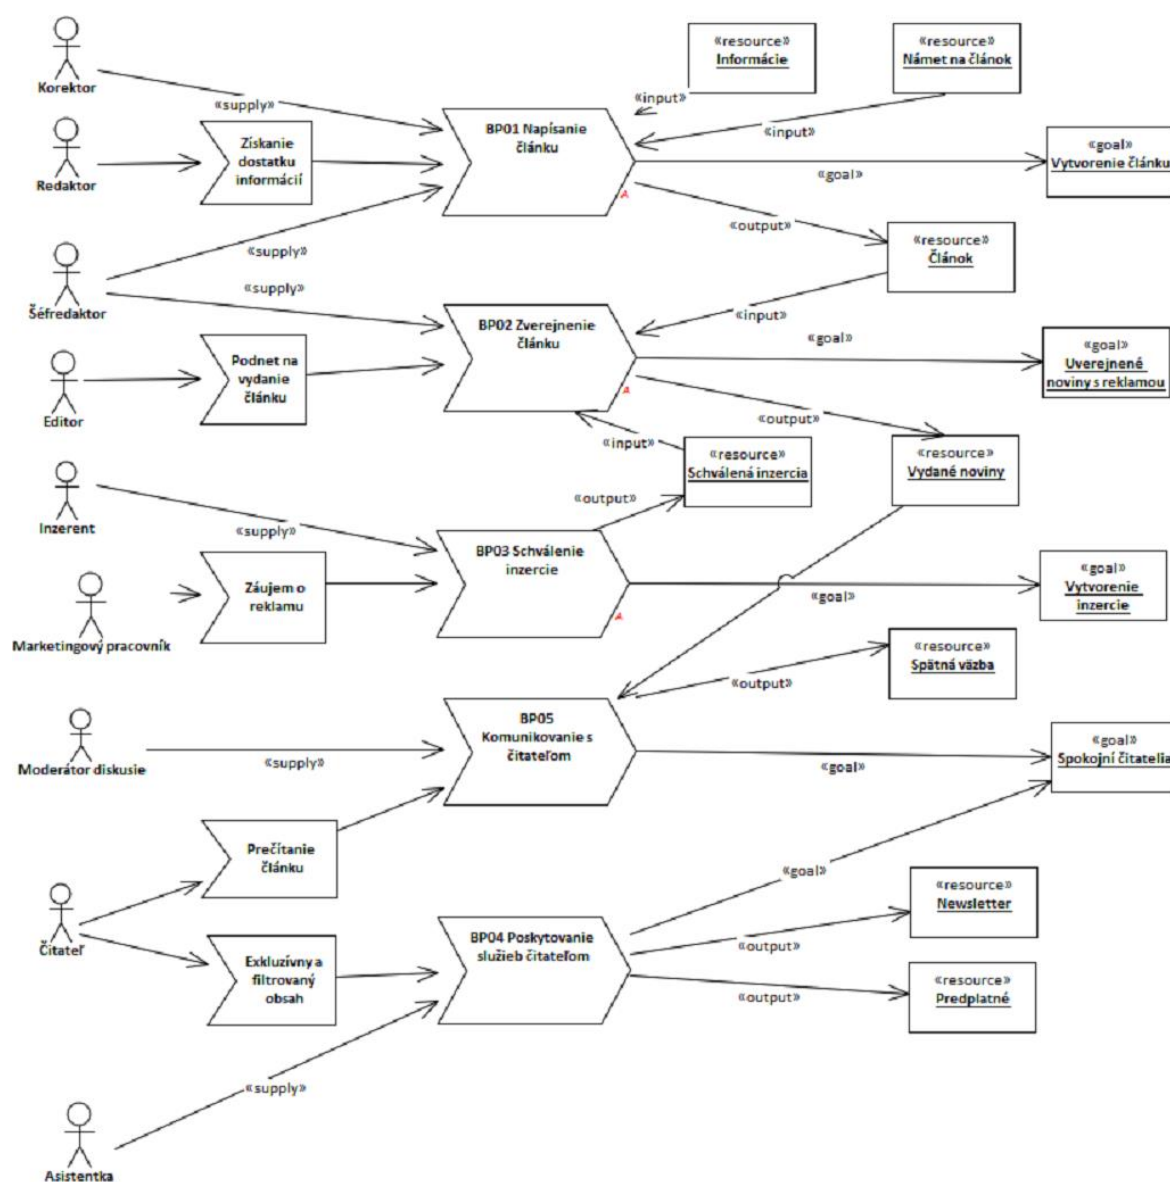 Korektor
«supply»
Redaktor
Získanie
dostatku
informácií
BP01 Napísanie
článku
A
«resource»
Informácie
«input»
«resource»
Námet na článok
«input»
«goal»
Vytvorenie článku
«goal»
«output»
«resource»
Článok
«input»
«supply»
Šéfredaktor
«supply»
BP02 Zverejnenie
článku
A
«goal»
«goal»
Uverejnené
noviny s reklamou
Podnet na
vydanie
článku
Editor
«output»
«input»
«resource»
Schválená inzercia
«resource»
Vydané noviny
«output»
Inzerent
«supply»
BP03 Schválenie
inzercie
A
Záujem o
reklamu
Marketingový pracovník
«goal»
«goal»
Vytvorenie
inzercie
«resource»
Spätná väzba
«output»
BP05
Komunikovanie s
čitateľom
Moderátor diskusie
«supply»
«goal»
«goal»
Spokojní čitatelia
Prečítanie
článku
«goal»
«resource»
Newsletter
Čitateľ
Exkluzívny a
filtrovaný
obsah
BP04 Poskytovanie
služieb čitateľom
«output»
«output»
«resource»
Predplatné
«supply»
Asistentka